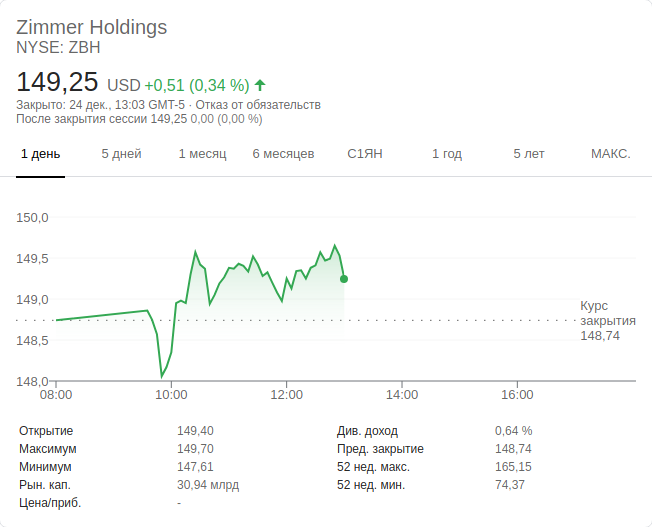 Zimmer Holdings
NYSE: ZBH
149,25 USD +0,51 (0,34 %)
Закрыто: 24 дек., 13:03 GMT-5 · Отказ от обязательств
После закрытия сессии 149,25 0,00 (0,00 %)
1 день 5 дней 1 месяц 6 месяцев С1ЯН 1 год 5 лет МАКС.
150,0
149,5
149,0
148,5
148,0
Курс
закрытия
148,74
08:00 10:00 12:00 14:00 16:00
Открытие 149,40 Див. доход 0,64 %
Максимум 149,70 Пред. закрытие 148,74
Минимум 147,61 52 нед. макс. 165,15
Рын. кап. 30,94 млрд 52 нед. мин. 74,37
Цена/приб. -